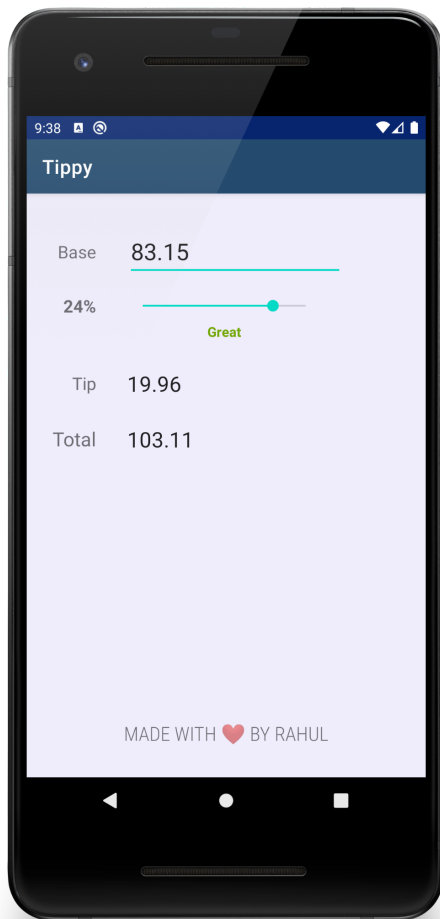 9:38
Tippy
Base 83.15
24%
Great
Tip 19.96
Total 103.11
MADE WITH ❤️ BY RAHUL